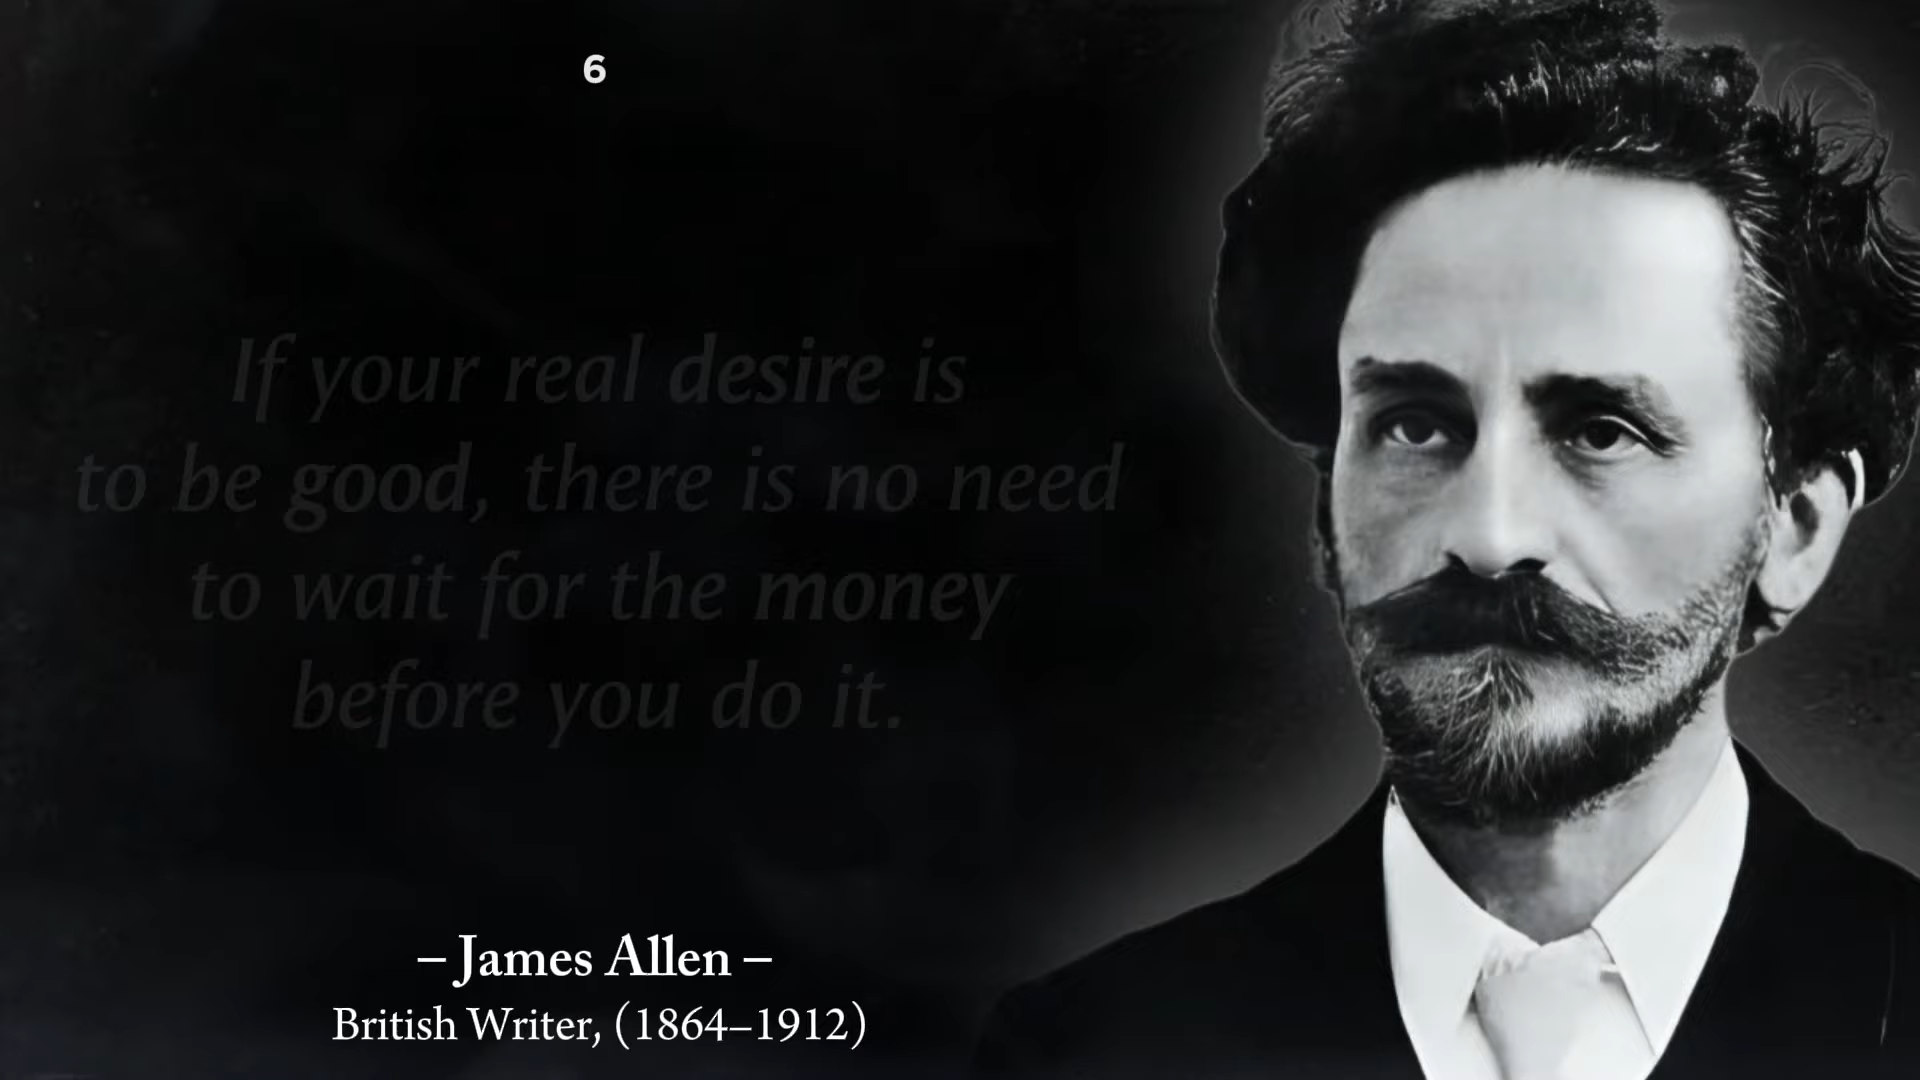 6
If your real desire is
to be good, there is no need
to wait for the money
before you do it.
– James Allen –
British Writer, (1864–1912)